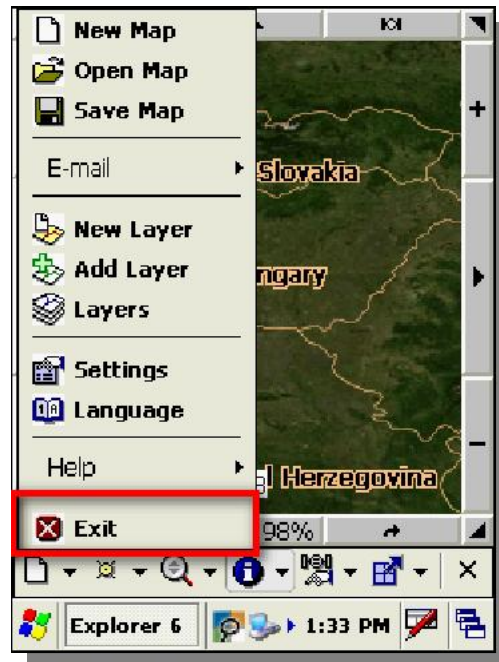 New Map
Open Map
Save Map
E-mail
Slovakia
New Layer
Add Layer
ngary
Layers
Settings
Language
Help
Herzegovina
Exit
98%
Explorer 6
1:33 PM